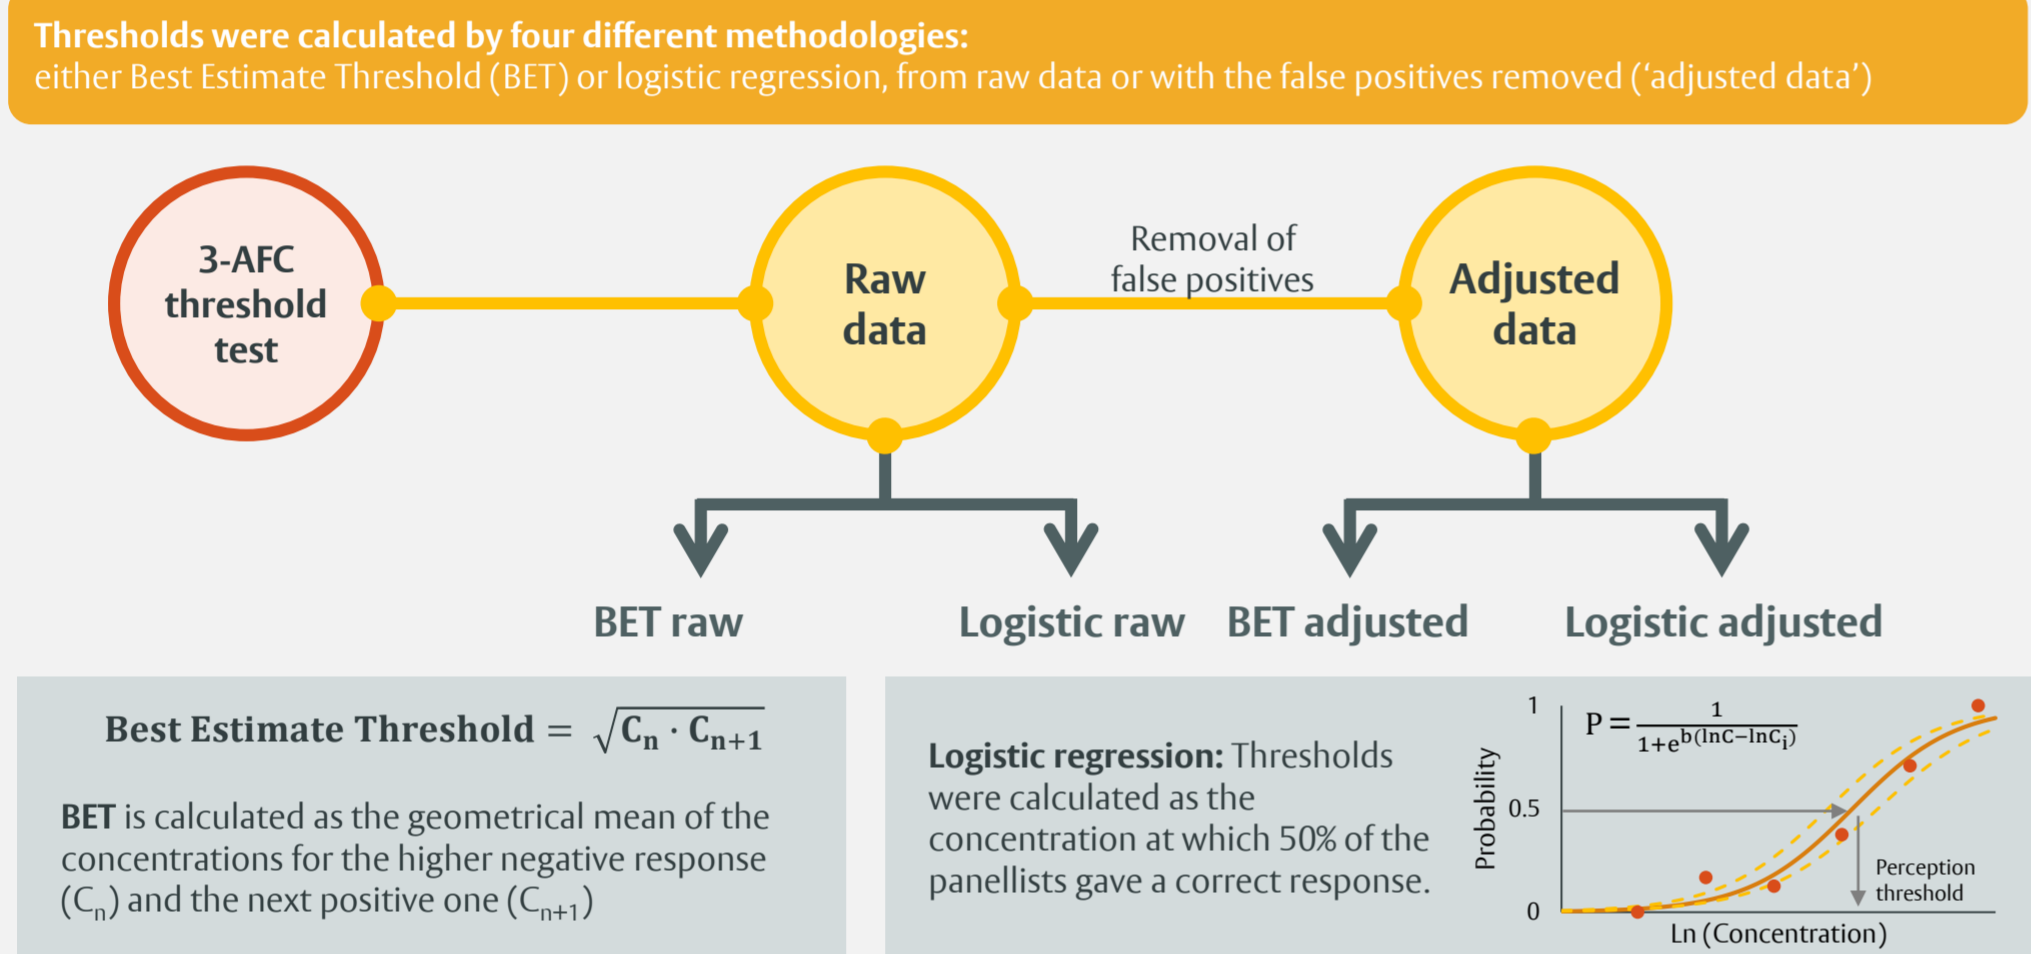 Thresholds were calculated by four different methodologies:
either Best Estimate Threshold (BET) or logistic regression, from raw data or with the false positives removed (‘adjusted data’)
3-AFC
threshold
test
Raw
data
Removal of
false positives
Adjusted
data
BET raw
Logistic raw
BET adjusted
Logistic adjusted
Best Estimate Threshold = √(Cₙ · Cₙ₊₁)
BET is calculated as the geometrical mean of the
concentrations for the higher negative response
(Cₙ) and the next positive one (Cₙ₊₁)
Logistic regression: Thresholds
were calculated as the
concentration at which 50% of the
panellists gave a correct response.
P = 1/(1+e^{b(lnC−lnCᵢ)})
Probability
1
0.5
0
Perception
threshold
Ln (Concentration)